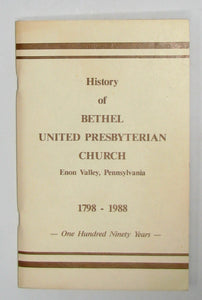 History
of
BETHEL
UNITED PRESBYTERIAN
CHURCH
Enon Valley, Pennsylvania
1798 - 1988
— One Hundred Ninety Years —